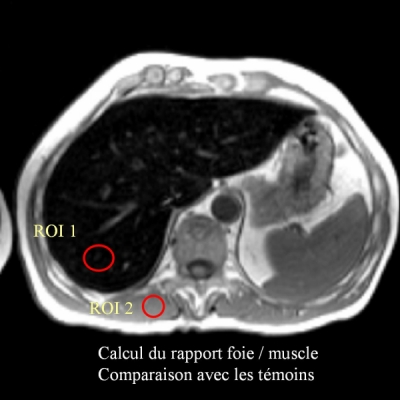 ROI 1
ROI 2
Calcul du rapport foie / muscle
Comparaison avec les témoins